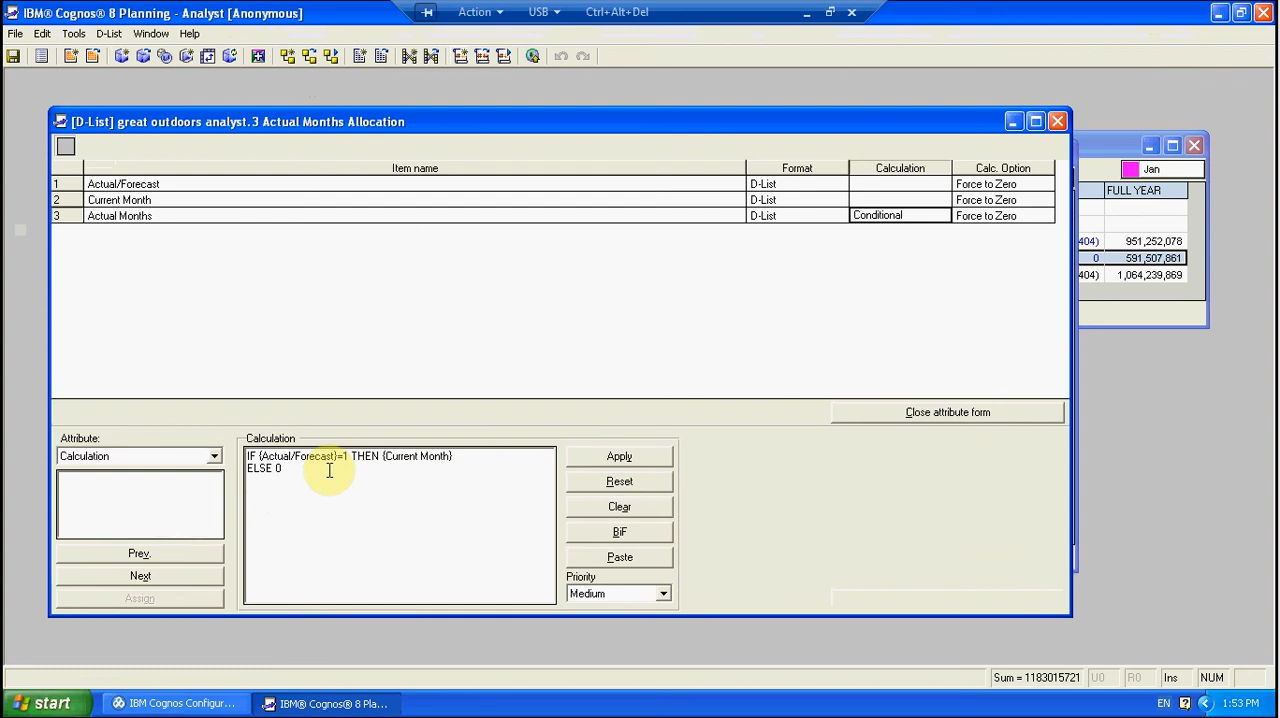 IBM® Cognos® 8 Planning - Analyst [Anonymous]
Action USB Ctrl+Alt+Del
File Edit Tools D-List Window Help
[D-List] great outdoors analyst.3 Actual Months Allocation
Item name Format Calculation Calc. Option
1 Actual/Forecast D-List Force to Zero
2 Current Month D-List Force to Zero
3 Actual Months D-List Conditional Force to Zero
Jan
FULL YEAR
404) 951,252,078
0 591,507,861
404) 1,064,239,869
Close attribute form
Attribute:
Calculation
Prev.
Next
Assign
Calculation
IF {Actual/Forecast}=1 THEN {Current Month}
ELSE 0
Apply
Reset
Clear
BiF
Paste
Priority
Medium
Sum = 1183015721 U0 R0 Ins NUM
start IBM Cognos Configur... IBM® Cognos® 8 Pla... EN 1:53 PM